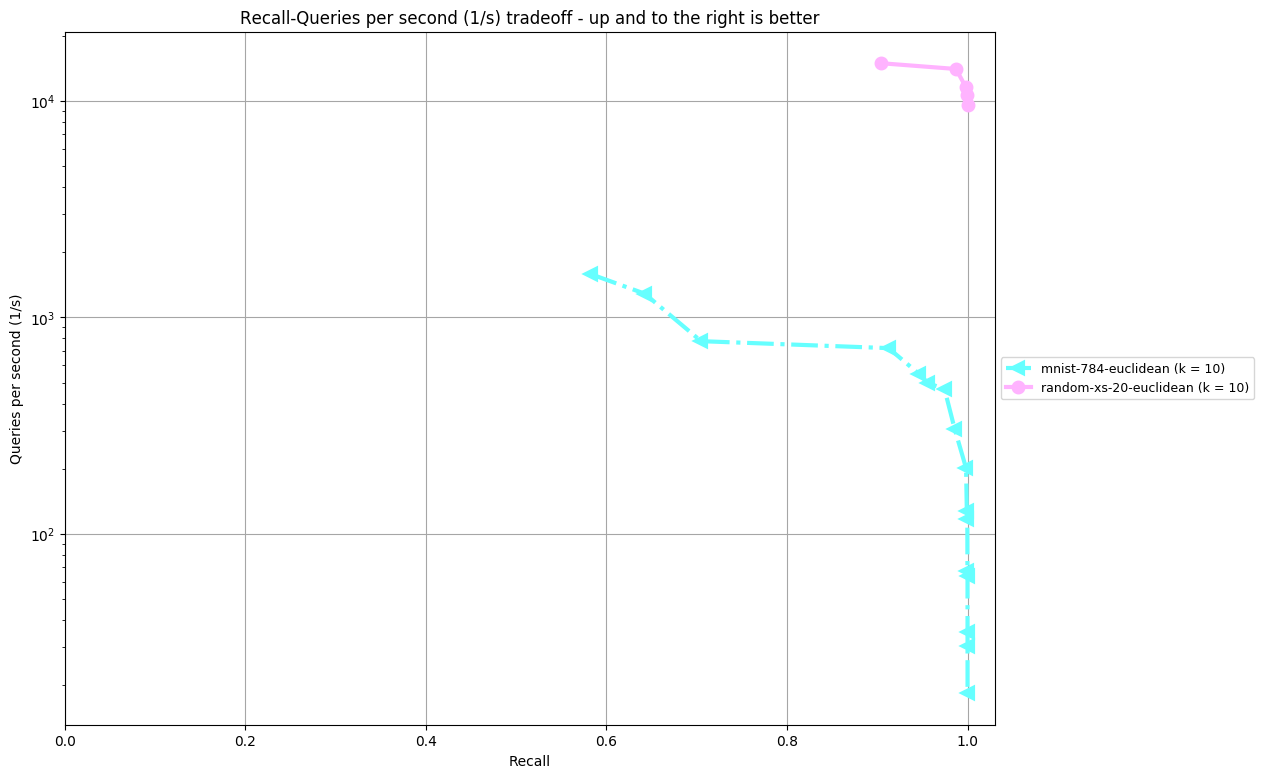 Recall-Queries per second (1/s) tradeoff - up and to the right is better
Queries per second (1/s)
10⁴
10³
10²
0.0 0.2 0.4 0.6 0.8 1.0
Recall
mnist-784-euclidean (k = 10)
random-xs-20-euclidean (k = 10)